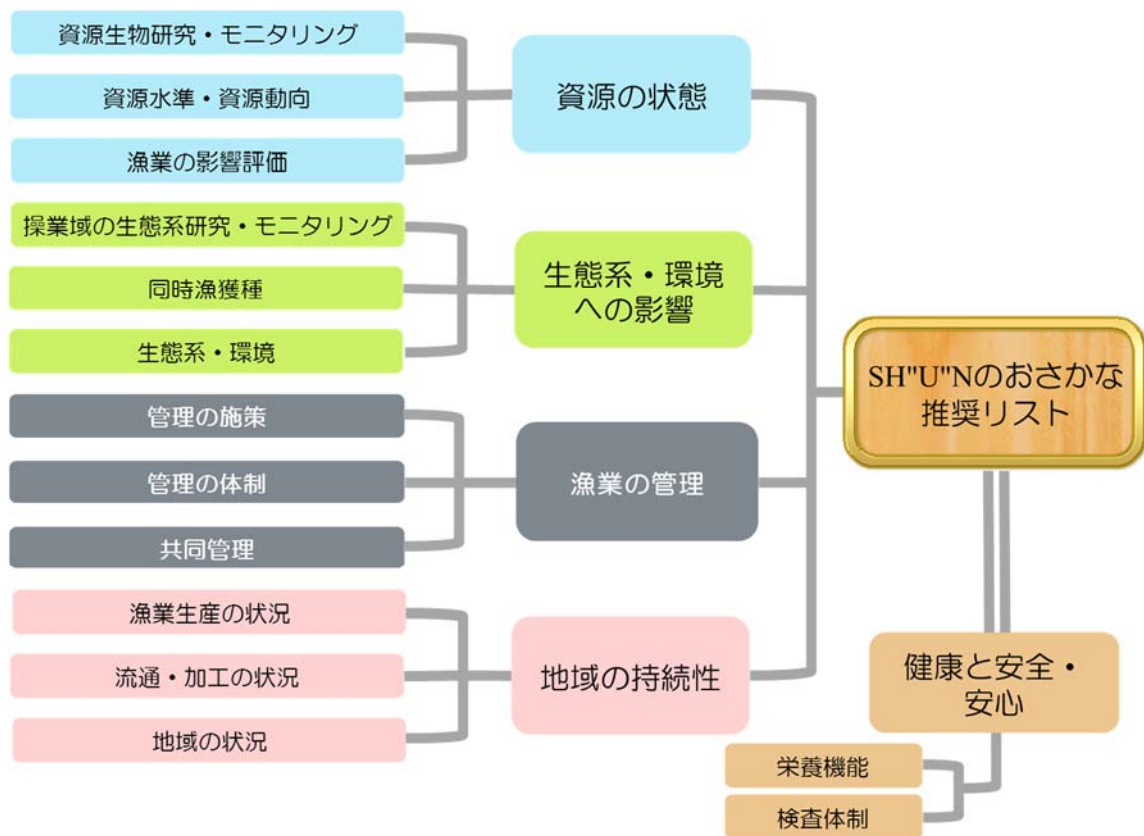 資源生物研究・モニタリング
資源水準・資源動向
漁業の影響評価
資源の状態
操業域の生態系研究・モニタリング
同時漁獲種
生態系・環境
生態系・環境
への影響
管理の施策
管理の体制
共同管理
漁業の管理
漁業生産の状況
流通・加工の状況
地域の状況
地域の持続性
SH"U"Nのおさかな
推奨リスト
健康と安全・
安心
栄養機能
検査体制